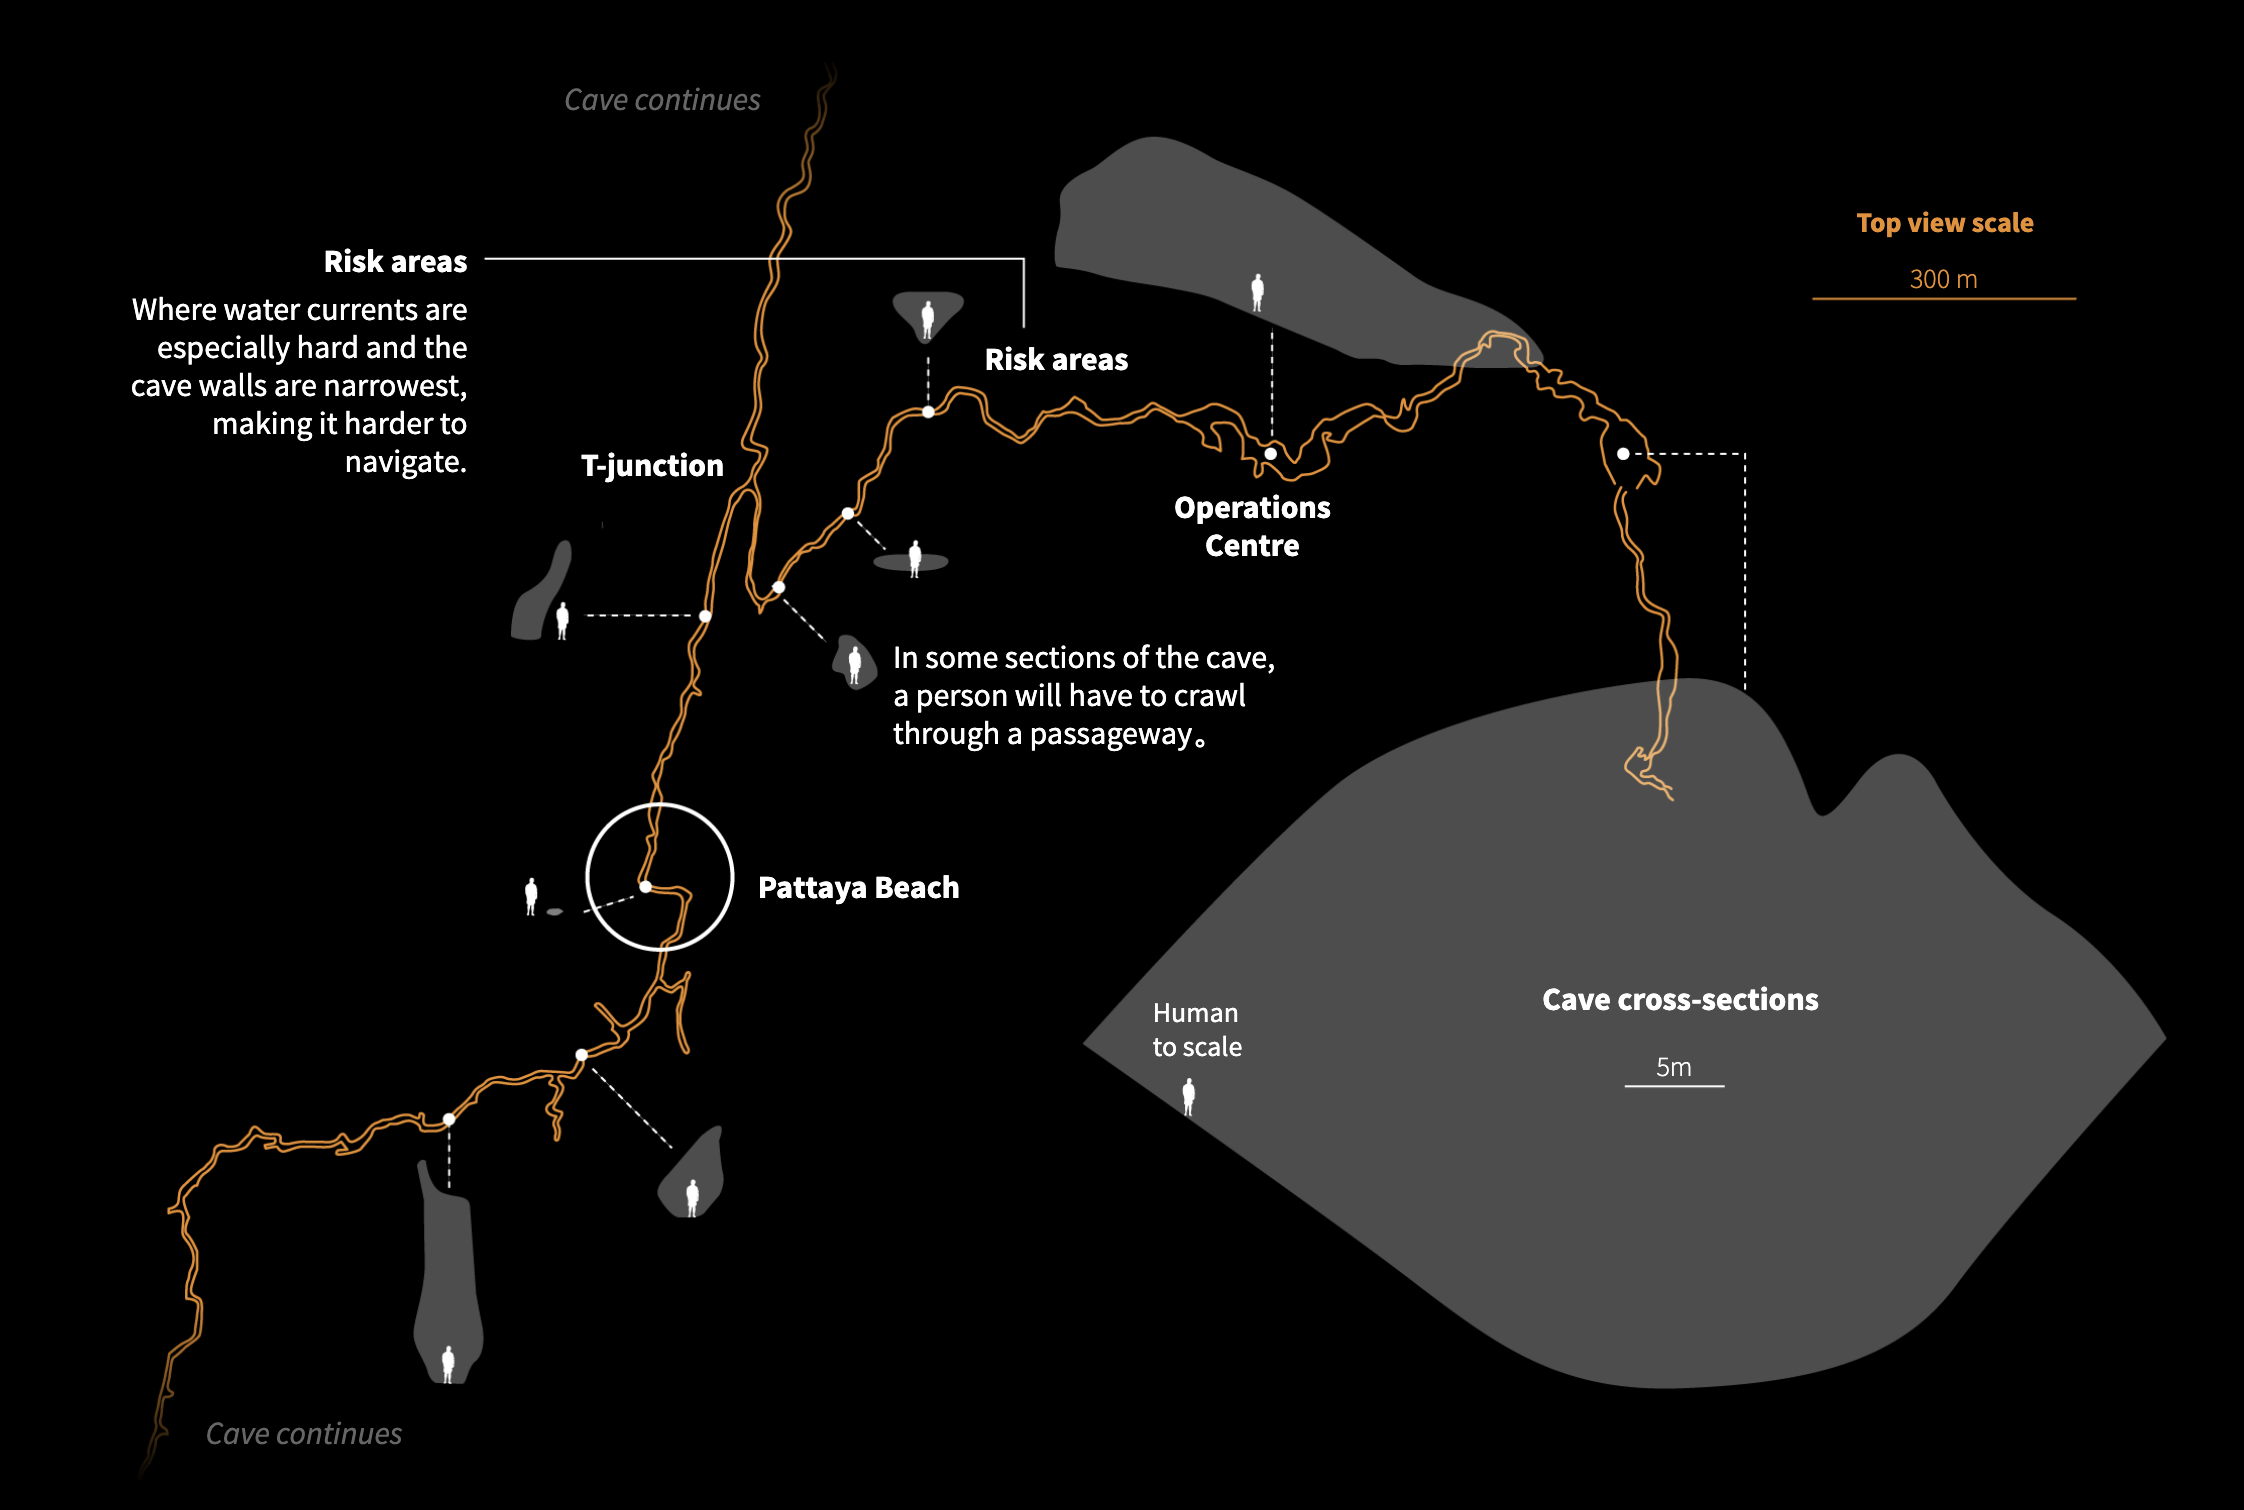 Cave continues
Top view scale
300 m
Risk areas
Where water currents are
especially hard and the
cave walls are narrowest,
making it harder to
navigate.
Risk areas
T-junction
Operations
Centre
In some sections of the cave,
a person will have to crawl
through a passageway。
Pattaya Beach
Human
to scale
Cave cross-sections
5m
Cave continues